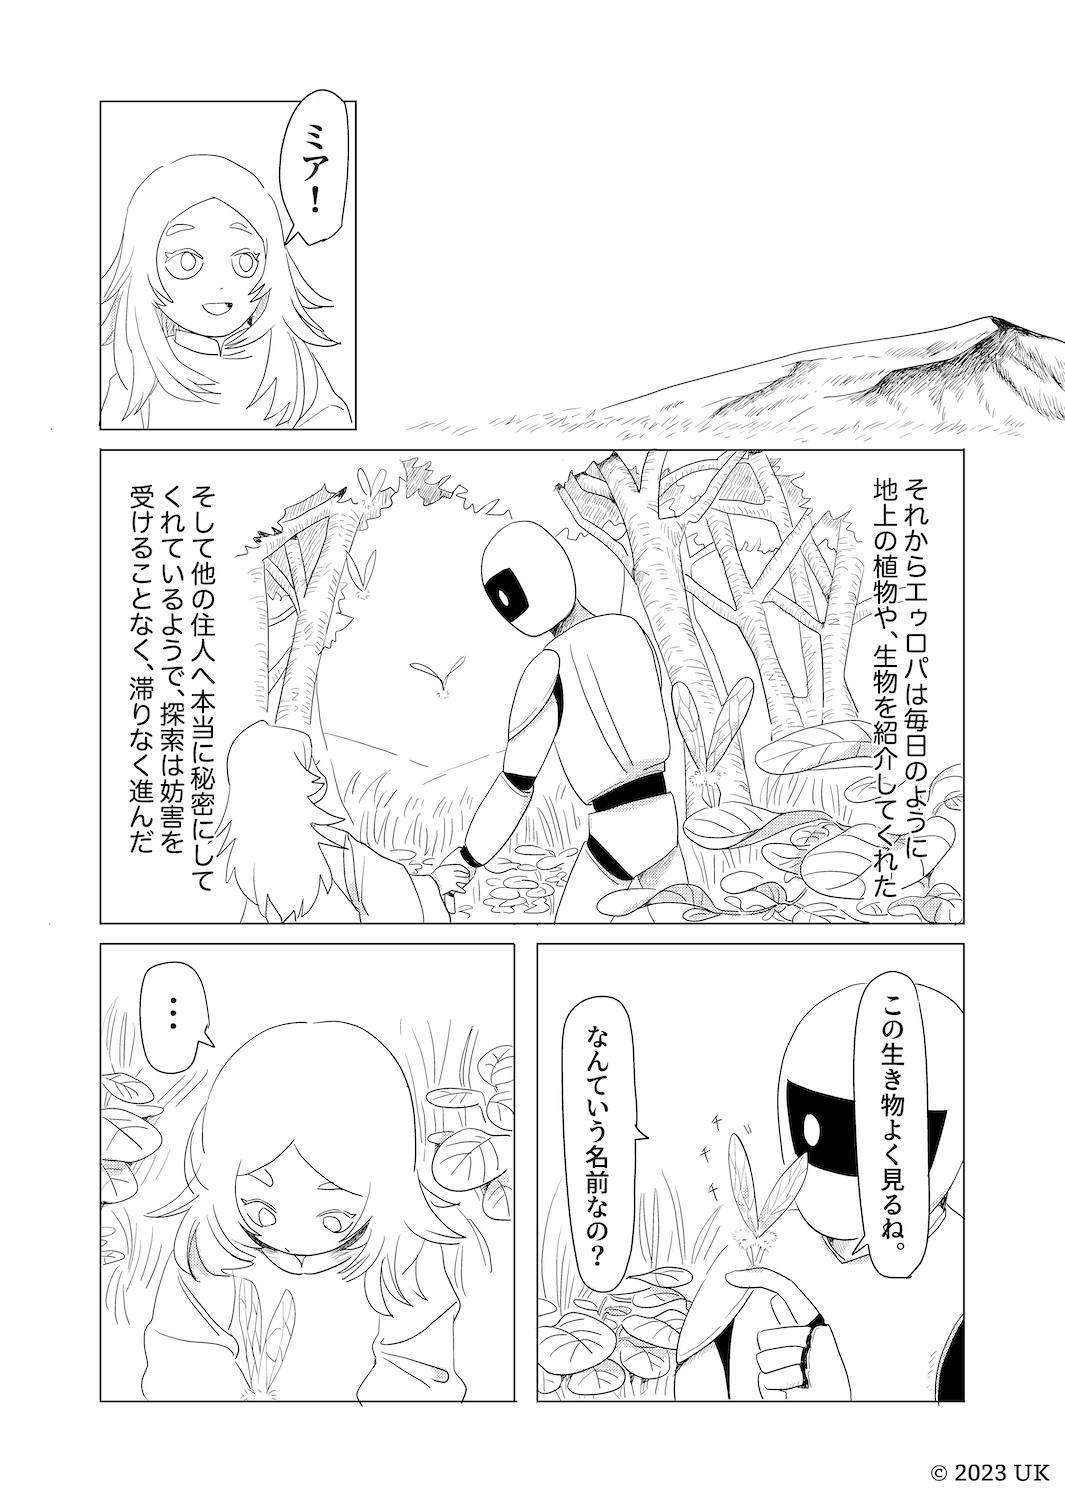 ミア！
それからエゥロパは毎日のように
地上の植物や、生物を紹介してくれた
そして他の住人へ本当に秘密にして
くれているようで、探索は妨害を
受けることなく、滞りなく進んだ
この生き物よく見るね。
なんていう名前なの？
チ
チ
チ
…
© 2023 UK